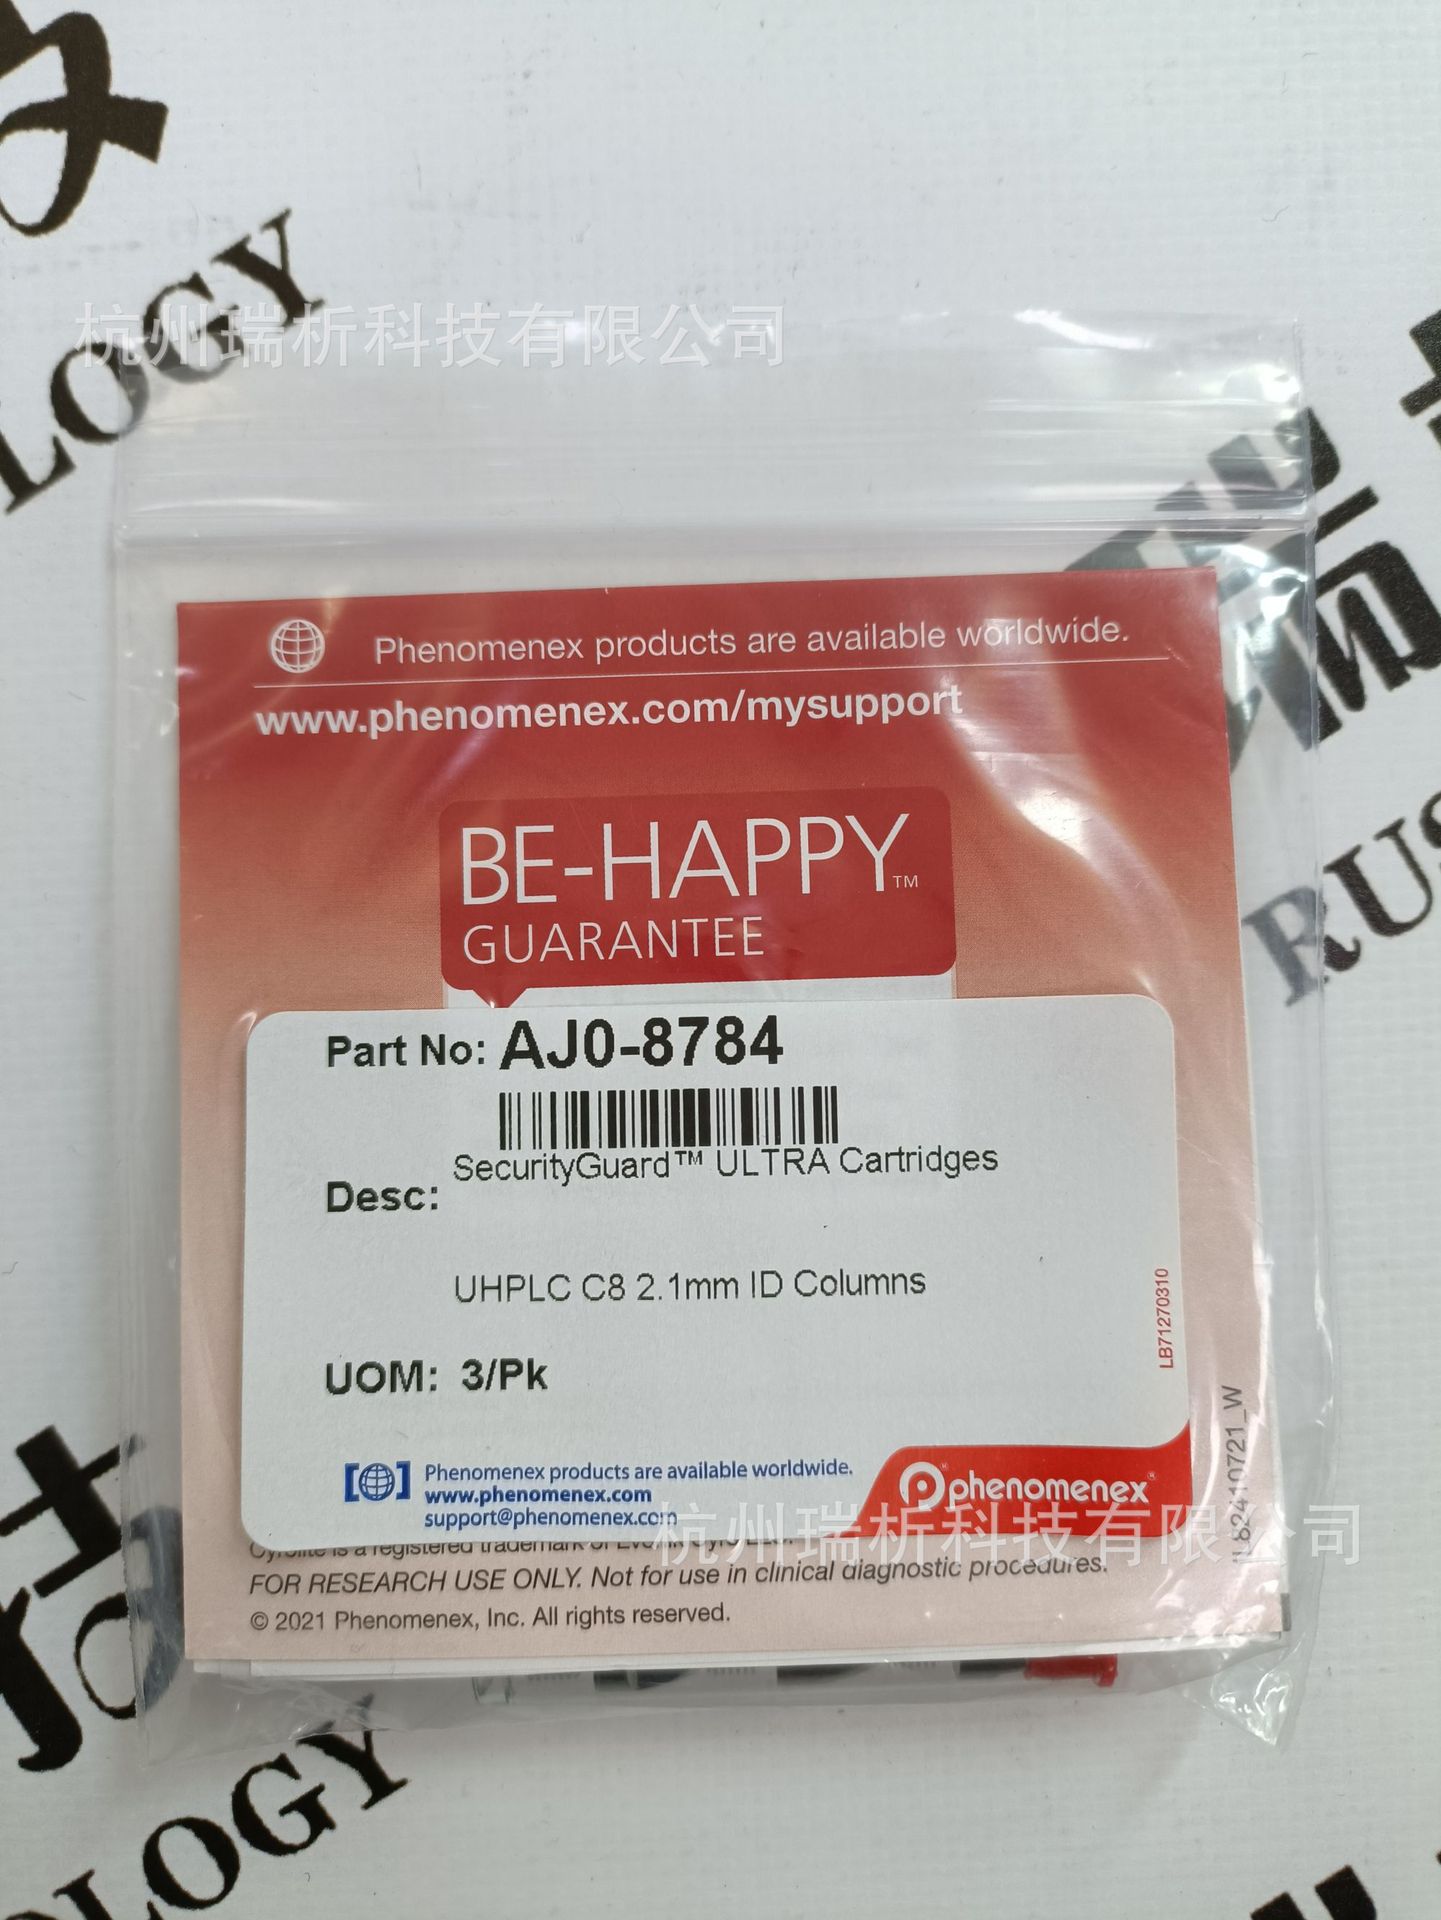 LOGY
杭州瑞析科技有限公司
瑞
Phenomenex products are available worldwide.
www.phenomenex.com/mysupport
RUS
BE-HAPPY™
GUARANTEE
Part No: AJ0-8784
SecurityGuard™ ULTRA Cartridges
Desc:
UHPLC C8 2.1mm ID Columns
LB71270310
UOM: 3/Pk
Phenomenex products are available worldwide.
www.phenomenex.com
support@phenomenex.com
phenomenex®
杭州瑞析科技有限公司
FOR RESEARCH USE ONLY. Not for use in clinical diagnostic procedures.
© 2021 Phenomenex, Inc. All rights reserved.
OLOGY